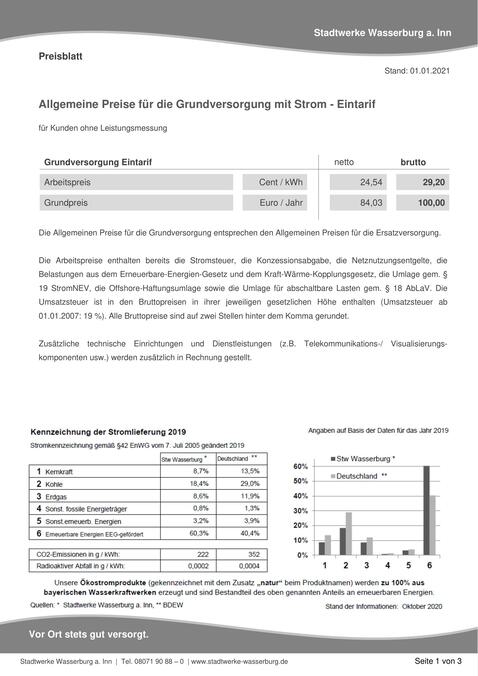 Stadtwerke Wasserburg a. Inn
Preisblatt
Stand: 01.01.2021
Allgemeine Preise für die Grundversorgung mit Strom - Eintarif
für Kunden ohne Leistungsmessung
Grundversorgung Eintarif netto brutto
Arbeitspreis Cent / kWh 24,54 29,20
Grundpreis Euro / Jahr 84,03 100,00
Die Allgemeinen Preise für die Grundversorgung entsprechen den Allgemeinen Preisen für die Ersatzversorgung.
Die Arbeitspreise enthalten bereits die Stromsteuer, die Konzessionsabgabe, die Netznutzungsentgelte, die
Belastungen aus dem Erneuerbare-Energien-Gesetz und dem Kraft-Wärme-Kopplungsgesetz, die Umlage gem. §
19 StromNEV, die Offshore-Haftungsumlage sowie die Umlage für abschaltbare Lasten gem. § 18 AbLaV. Die
Umsatzsteuer ist in den Bruttopreisen in ihrer jeweiligen gesetzlichen Höhe enthalten (Umsatzsteuer ab
01.01.2007: 19 %). Alle Bruttopreise sind auf zwei Stellen hinter dem Komma gerundet.
Zusätzliche technische Einrichtungen und Dienstleistungen (z.B. Telekommunikations-/ Visualisierungs-
komponenten usw.) werden zusätzlich in Rechnung gestellt.
Kennzeichnung der Stromlieferung 2019
Stromkennzeichnung gemäß §42 EnWG vom 7. Juli 2005 geändert 2019
Stw Wasserburg * Deutschland **
1 Kernkraft 8,7% 13,5%
2 Kohle 18,4% 29,0%
3 Erdgas 8,6% 11,9%
4 Sonst. fossile Energieträger 0,8% 1,3%
5 Sonst.erneuerb. Energien 3,2% 3,9%
6 Erneuerbare Energien EEG-gefördert 60,3% 40,4%
CO2-Emissionen in g / kWh: 222 352
Radioaktiver Abfall in g / kWh: 0,0002 0,0004
Angaben auf Basis der Daten für das Jahr 2019
Stw Wasserburg *
Deutschland **
60%
50%
40%
30%
20%
10%
0%
1 2 3 4 5 6
Unsere Ökostromprodukte (gekennzeichnet mit dem Zusatz „natur" beim Produktnamen) werden zu 100% aus
bayerischen Wasserkraftwerken erzeugt und sind Bestandteil des oben genannten Anteils an erneuerbaren Energien.
Quellen: * Stadtwerke Wasserburg a. Inn, ** BDEW Stand der Informationen: Oktober 2020
Vor Ort stets gut versorgt.
Stadtwerke Wasserburg a. Inn | Tel. 08071 90 88 – 0 | www.stadtwerke-wasserburg.de Seite 1 von 3